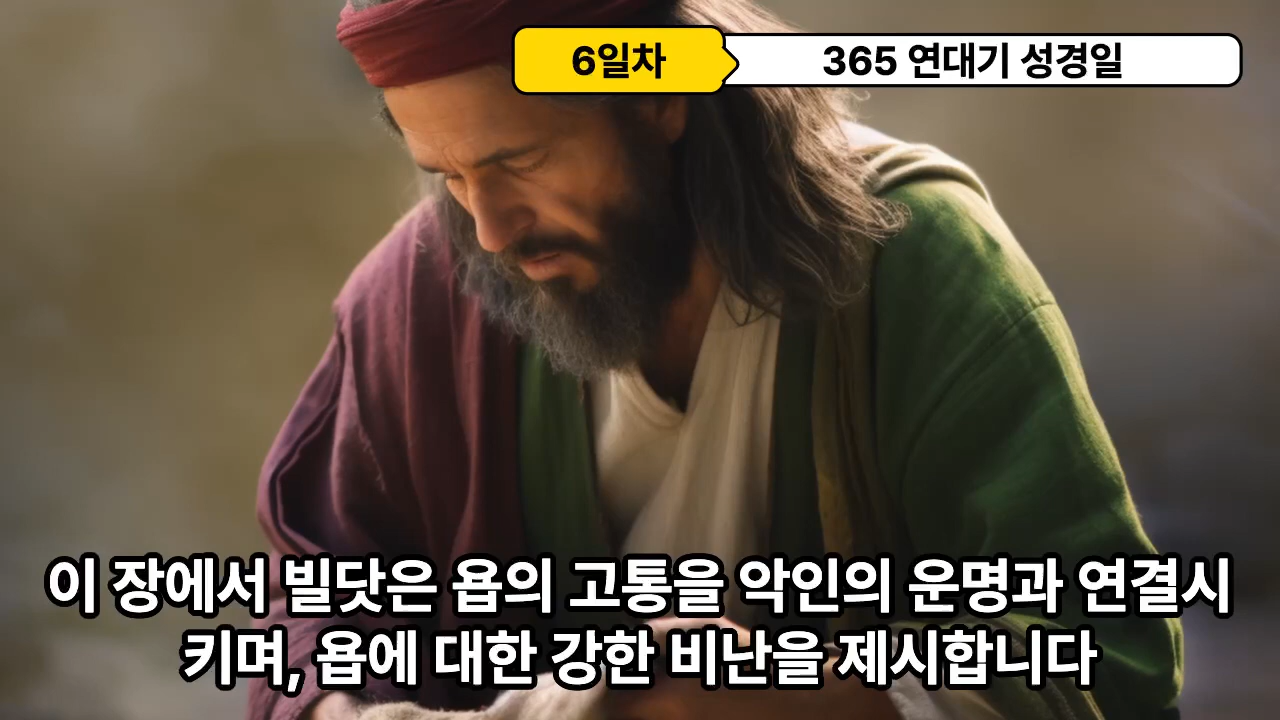 6일차
365 연대기 성경일
이 장에서 빌닷은 욥의 고통을 악인의 운명과 연결시
키며, 욥에 대한 강한 비난을 제시합니다